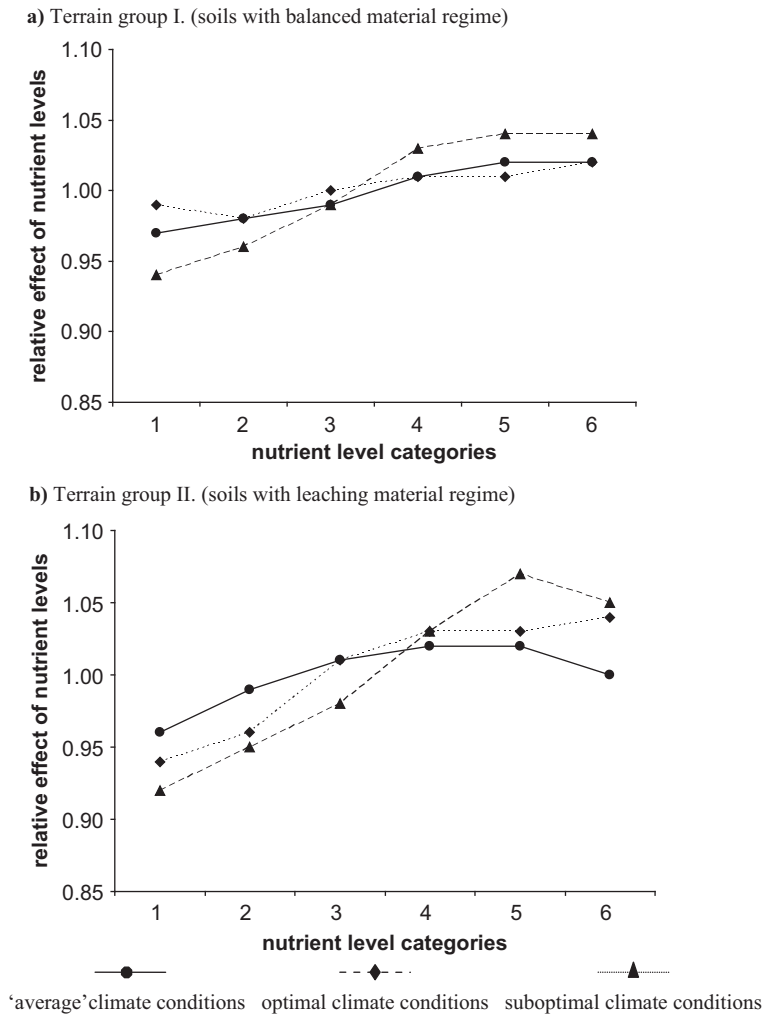 a) Terrain group I. (soils with balanced material regime)
relative effect of nutrient levels
1.10
1.05
1.00
0.95
0.90
0.85
1 2 3 4 5 6
nutrient level categories
b) Terrain group II. (soils with leaching material regime)
relative effect of nutrient levels
1.10
1.05
1.00
0.95
0.90
0.85
1 2 3 4 5 6
nutrient level categories
‘average’climate conditions optimal climate conditions suboptimal climate conditions